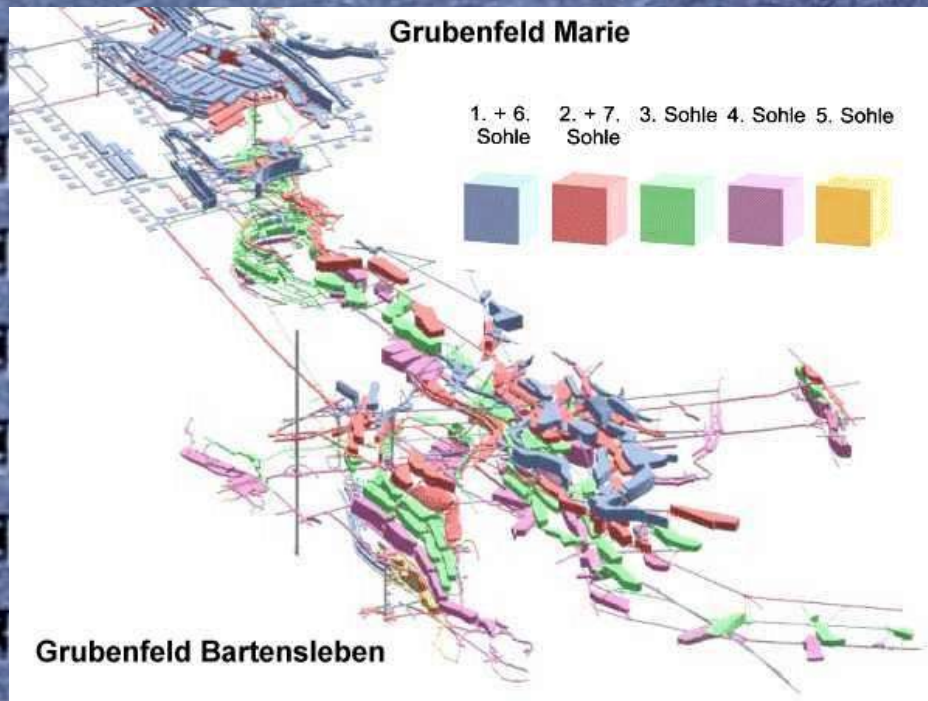 Grubenfeld Marie
1. + 6. Sohle
2. + 7. Sohle
3. Sohle
4. Sohle
5. Sohle
Grubenfeld Bartensleben